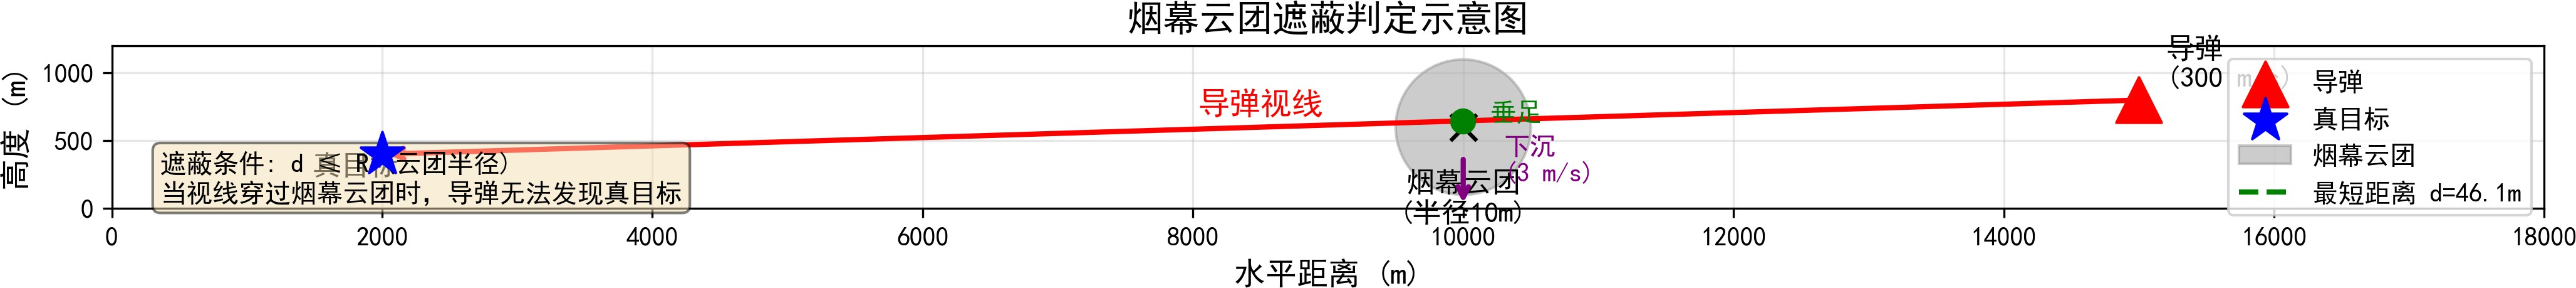 烟幕云团遮蔽判定示意图
高度 (m)
1000
500
0
导弹视线
垂足
下沉
(3 m/s)
烟幕云团
(半径10m)
导弹
(300 m/s)
真目标
遮蔽条件: d ≤ R(云团半径)
当视线穿过烟幕云团时，导弹无法发现真目标
导弹
真目标
烟幕云团
最短距离 d=46.1m
0
2000
4000
6000
8000
10000
12000
14000
16000
18000
水平距离 (m)